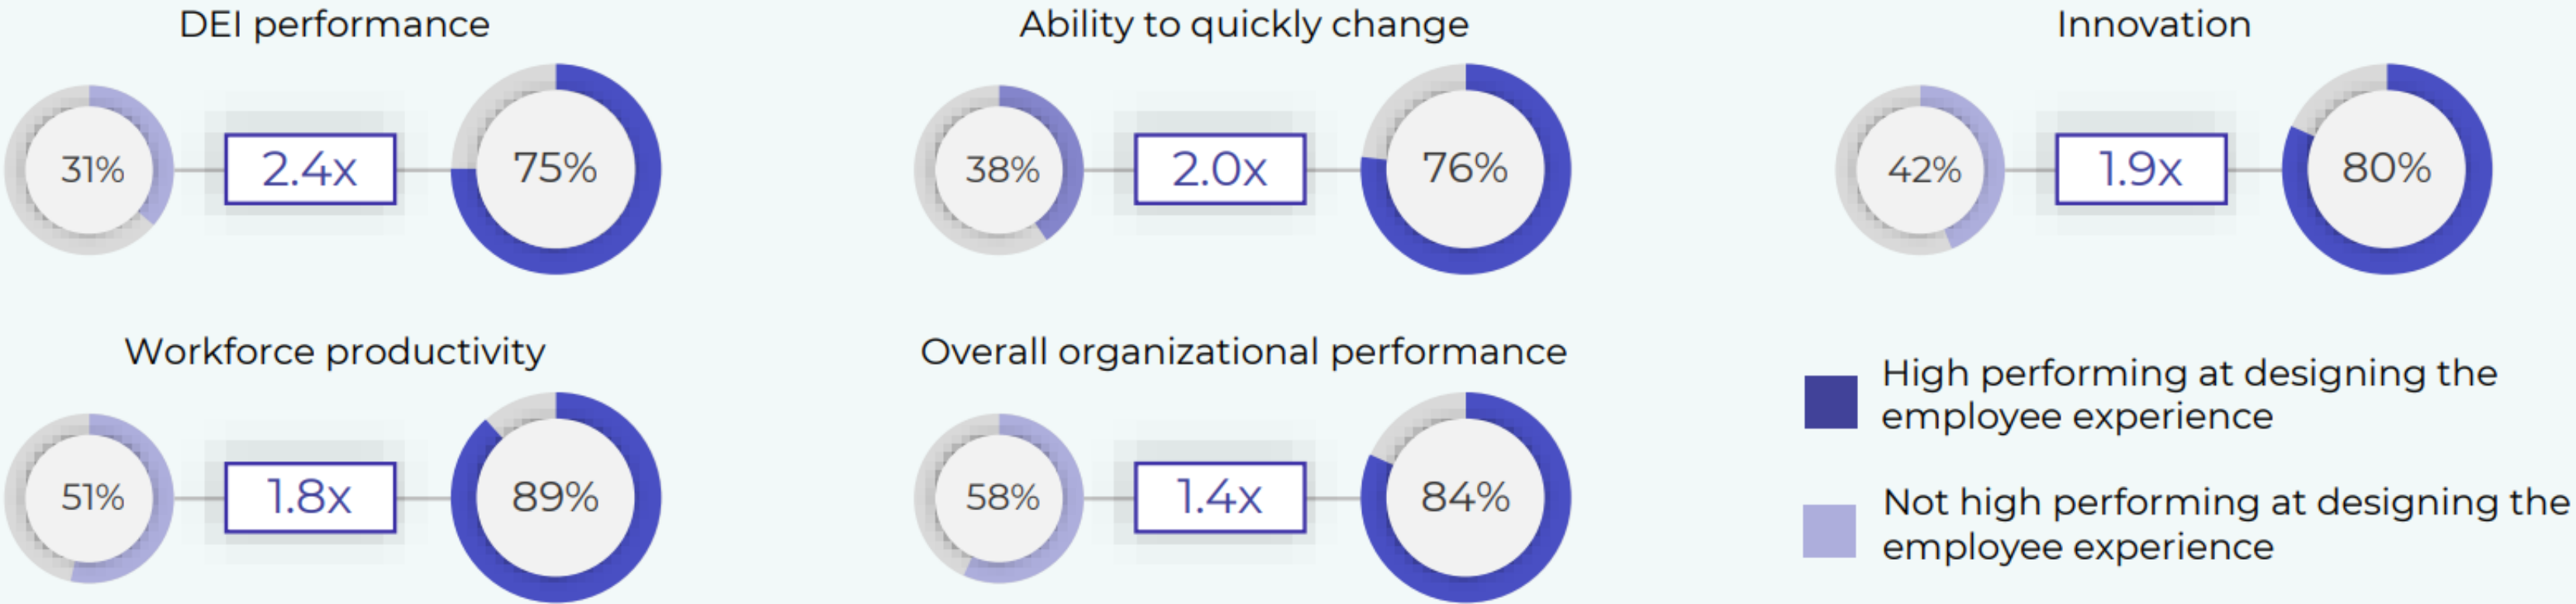 DEI performance
31%
2.4x
75%
Ability to quickly change
38%
2.0x
76%
Innovation
42%
1.9x
80%
Workforce productivity
51%
1.8x
89%
Overall organizational performance
58%
1.4x
84%
High performing at designing the
employee experience
Not high performing at designing the
employee experience